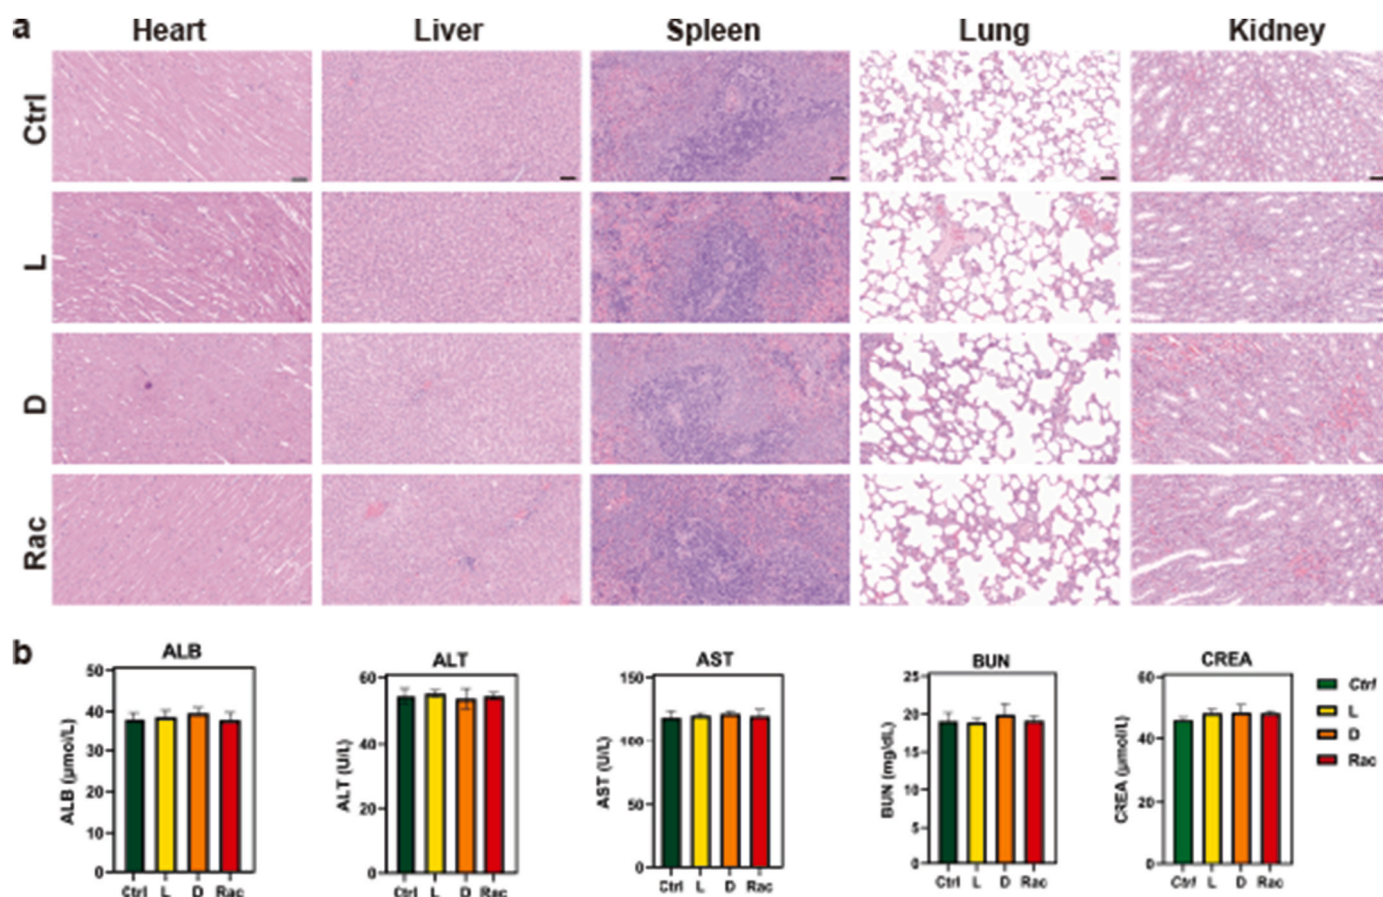 a
Heart Liver Spleen Lung Kidney
Ctrl
L
D
Rac
b
ALB
ALB (μmol/L)
50
40
30
20
10
0
Ctrl L D Rac
ALT
ALT (U/L)
60
40
20
0
Ctrl L D Rac
AST
AST (U/L)
150
100
50
0
Ctrl L D Rac
BUN
BUN (mg/dL)
25
20
15
10
5
0
Ctrl L D Rac
CREA
CREA (μmol/L)
60
40
20
0
Ctrl L D Rac
Ctrl
L
D
Rac